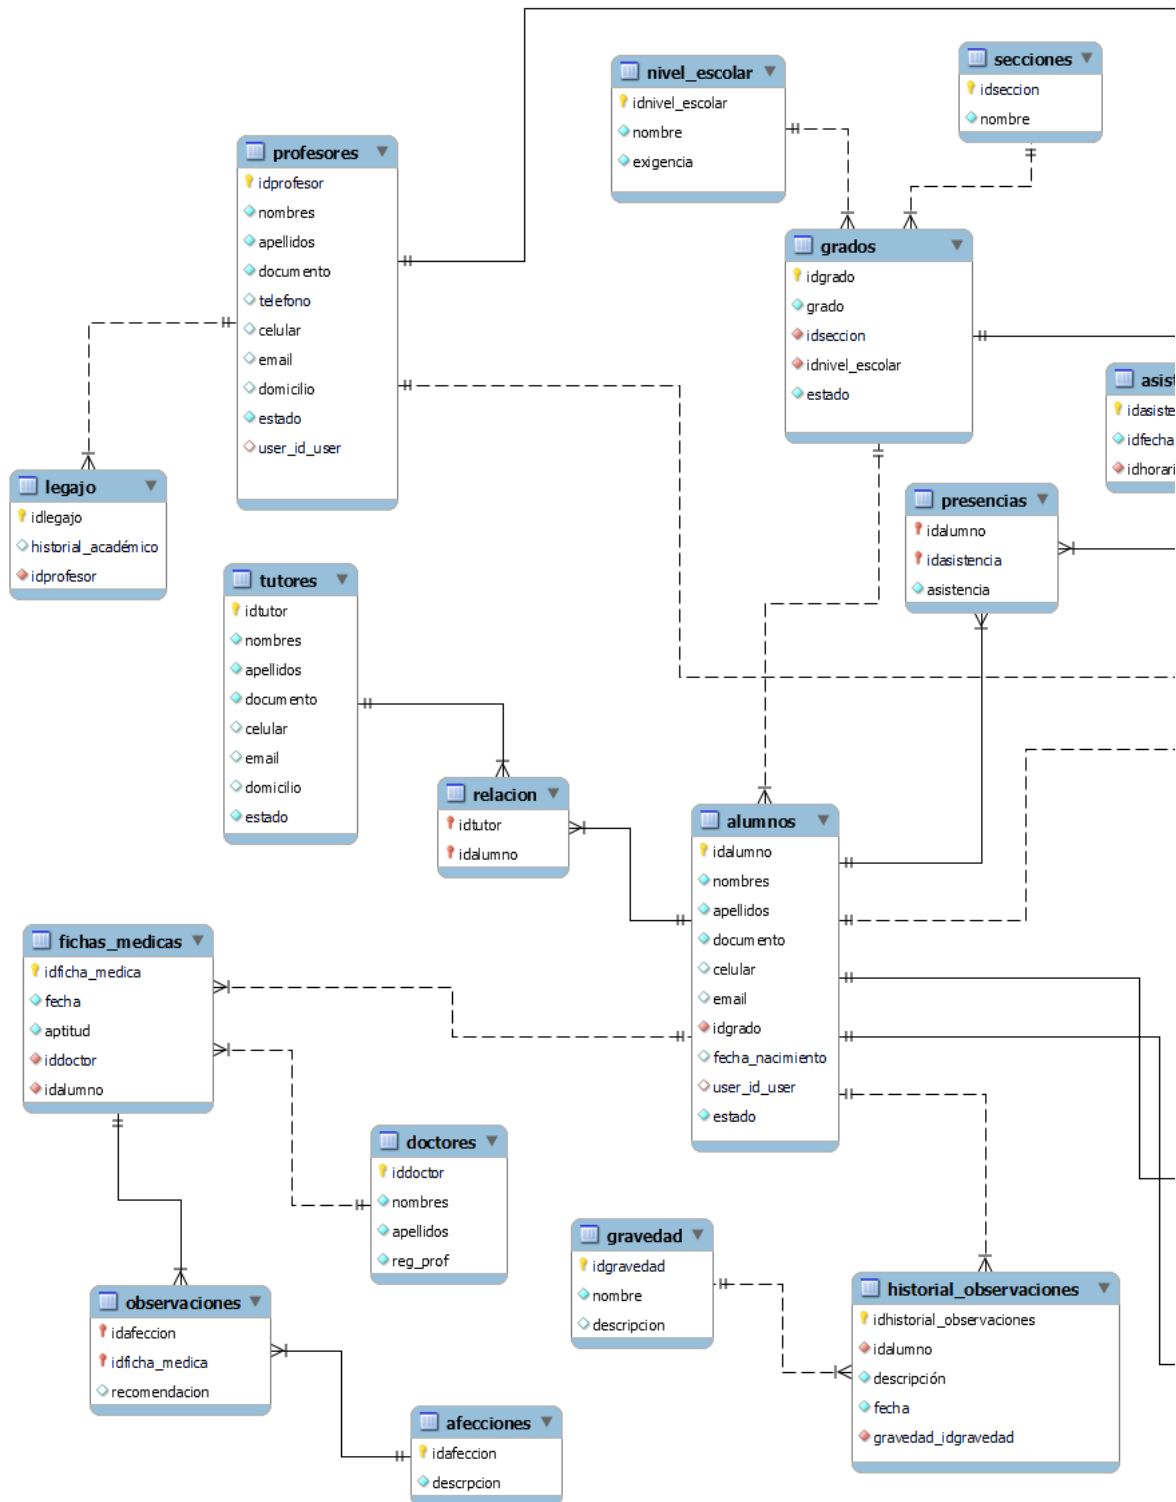 nivel_escolar
idnivel_escolar
nombre
exigencia
secciones
idseccion
nombre
profesores
idprofesor
nombres
apellidos
documento
telefono
celular
email
domicilio
estado
user_id_user
grados
idgrado
grado
idseccion
idnivel_escolar
estado
asist
idasiste
idfecha
idhorari
legajo
idlegajo
historial_académico
idprofesor
presencias
idalumno
idasistencia
asistencia
tutores
idtutor
nombres
apellidos
documento
celular
email
domicilio
estado
relacion
idtutor
idalumno
alumnos
idalumno
nombres
apellidos
documento
celular
email
idgrado
fecha_nacimiento
user_id_user
estado
fichas_medicas
idficha_medica
fecha
aptitud
iddoctor
idalumno
doctores
iddoctor
nombres
apellidos
reg_prof
gravedad
idgravedad
nombre
descripcion
historial_observaciones
idhistorial_observaciones
idalumno
descripción
fecha
gravedad_idgravedad
observaciones
idafeccion
idficha_medica
recomendacion
afecciones
idafeccion
descrpcion